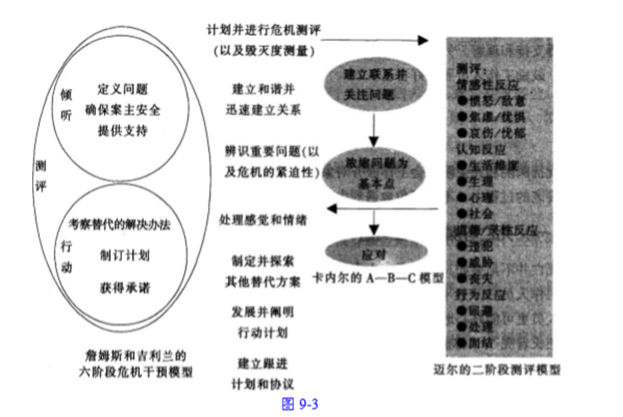 测评
倾听
定义问题
确保案主安全
提供支持
行动
考察替代的解决办法
制订计划
获得承诺
詹姆斯和吉利兰的
六阶段危机干预模型
计划并进行危机测评
(以及毁灭度测量)
建立和谐并
迅速建立关系
辨识重要问题(以
及危机的紧迫性)
处理感觉和情绪
制定并探索
其他替代方案
发展并阐明
行动计划
建立跟进
计划和协议
建立联系并
关注问题
问题为
基本点
应对
卡内尔的A—B—C模型
测评:
情感性反应
●愤怒/敌意
●焦虑/忧惧
●哀伤/忧郁
认知反应
●生活维度
●生理
●心理
●社会
反应
●侵犯
●威胁
●丧失
行为反应
●回避
●处理
●固结
迈尔的二阶段测评模型
图 9-3